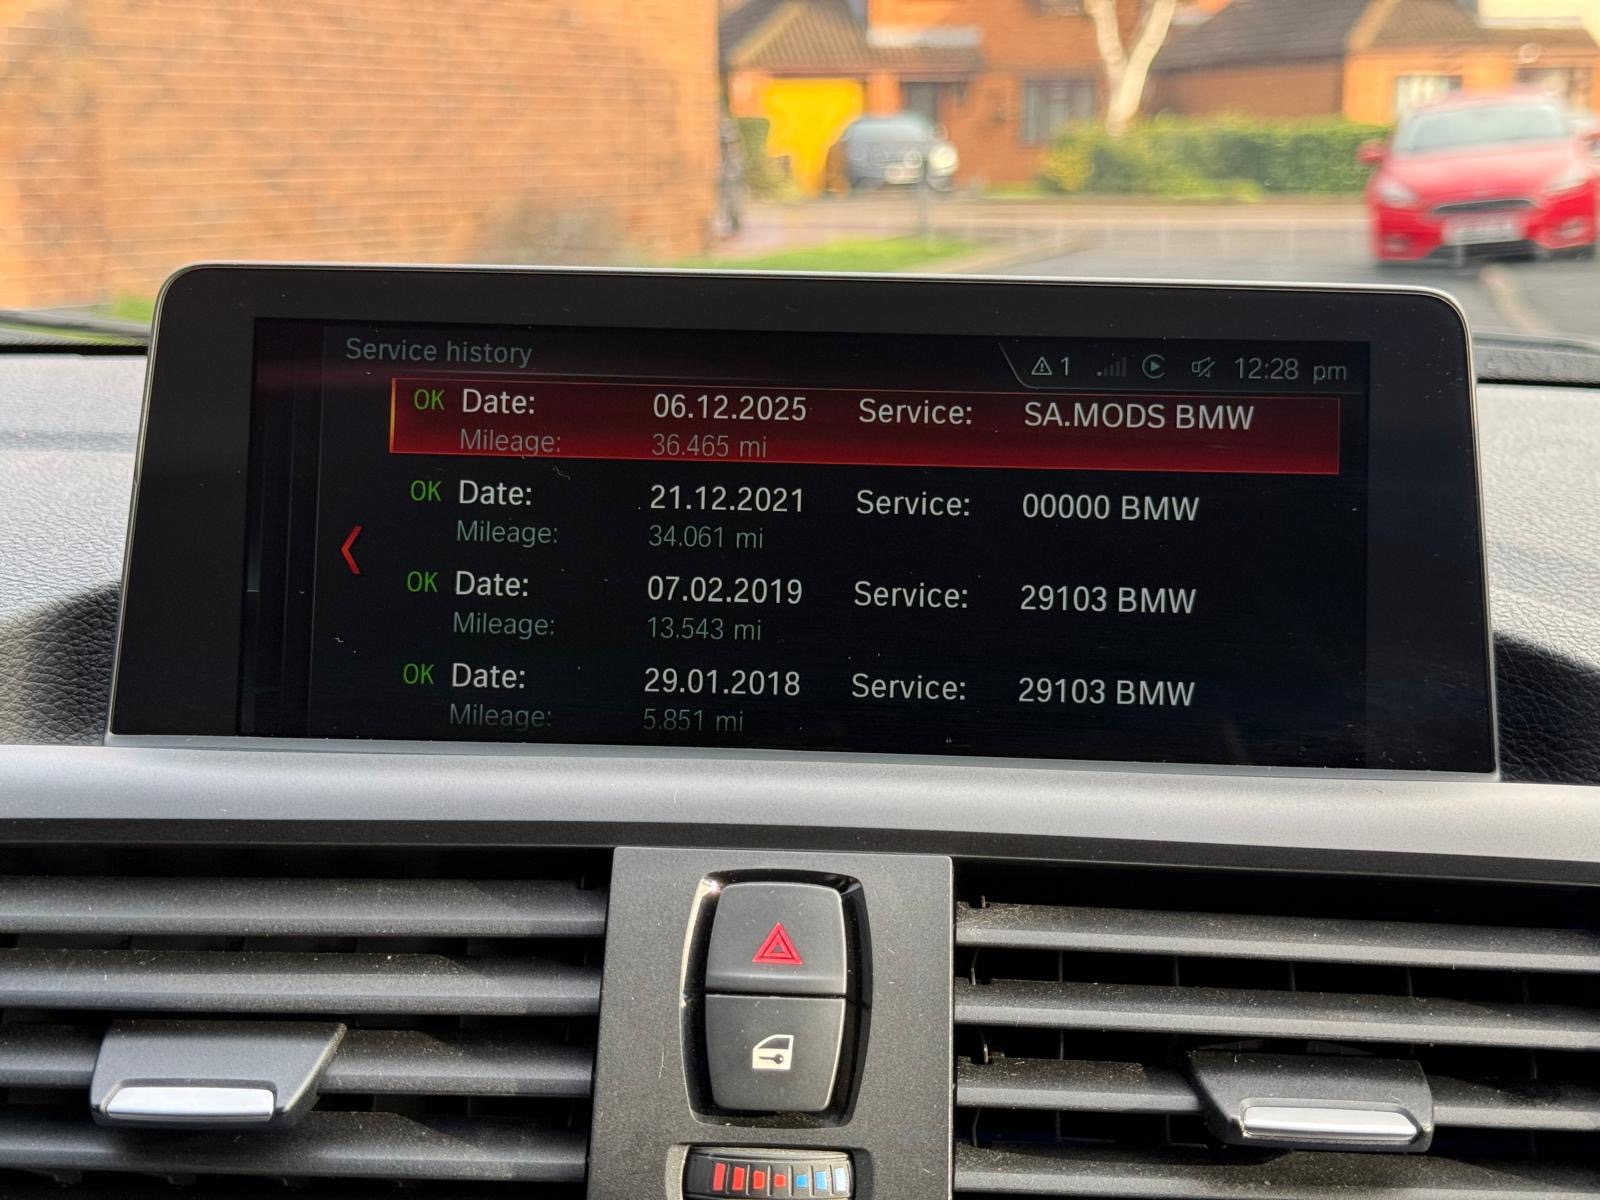 Service history
1 12:28 pm
OK Date: 06.12.2025 Service: SA.MODS BMW
Mileage: 36.465 mi
OK Date: 21.12.2021 Service: 00000 BMW
Mileage: 34.061 mi
OK Date: 07.02.2019 Service: 29103 BMW
Mileage: 13.543 mi
OK Date: 29.01.2018 Service: 29103 BMW
Mileage: 5.851 mi